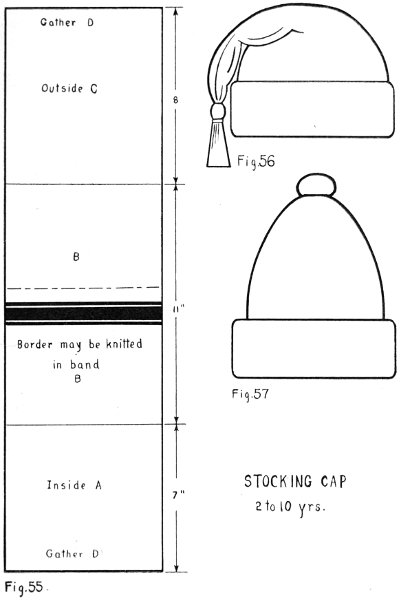 Gather D
Outside C
8
B
11"
Border may be knitted
in band
B
Inside A
7"
Gather D
Fig.55.
Fig.56
Fig.57
STOCKING CAP
2 to 10 yrs.